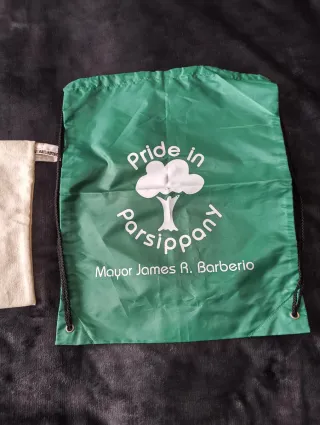 Pride in
Parsippany
Mayor James R. Barberio